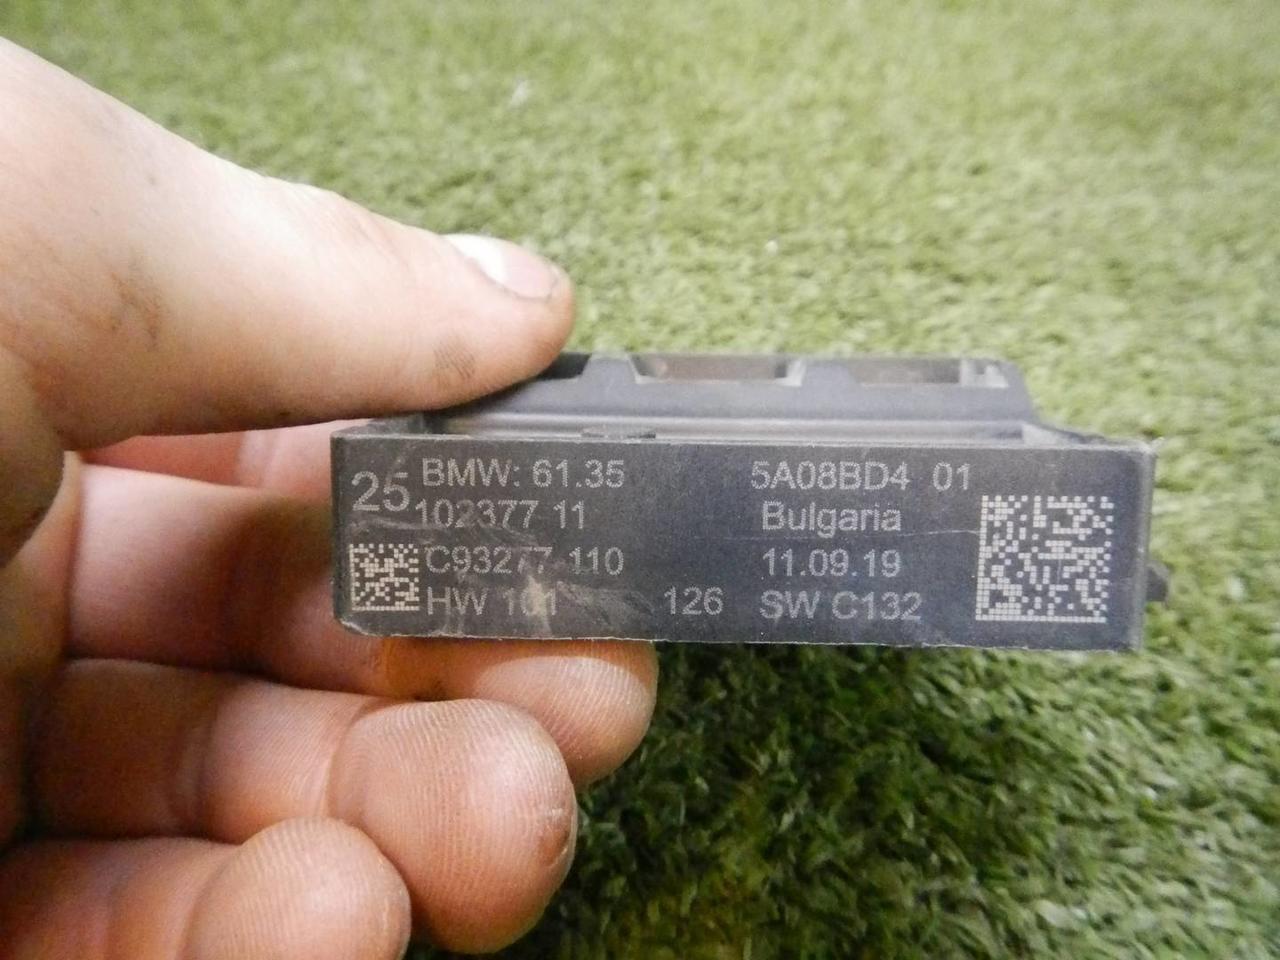 25 BMW: 61.35 5A08BD4 01
102377 11 Bulgaria
C93277 110 11.09.19
HW 101 126 SW C132